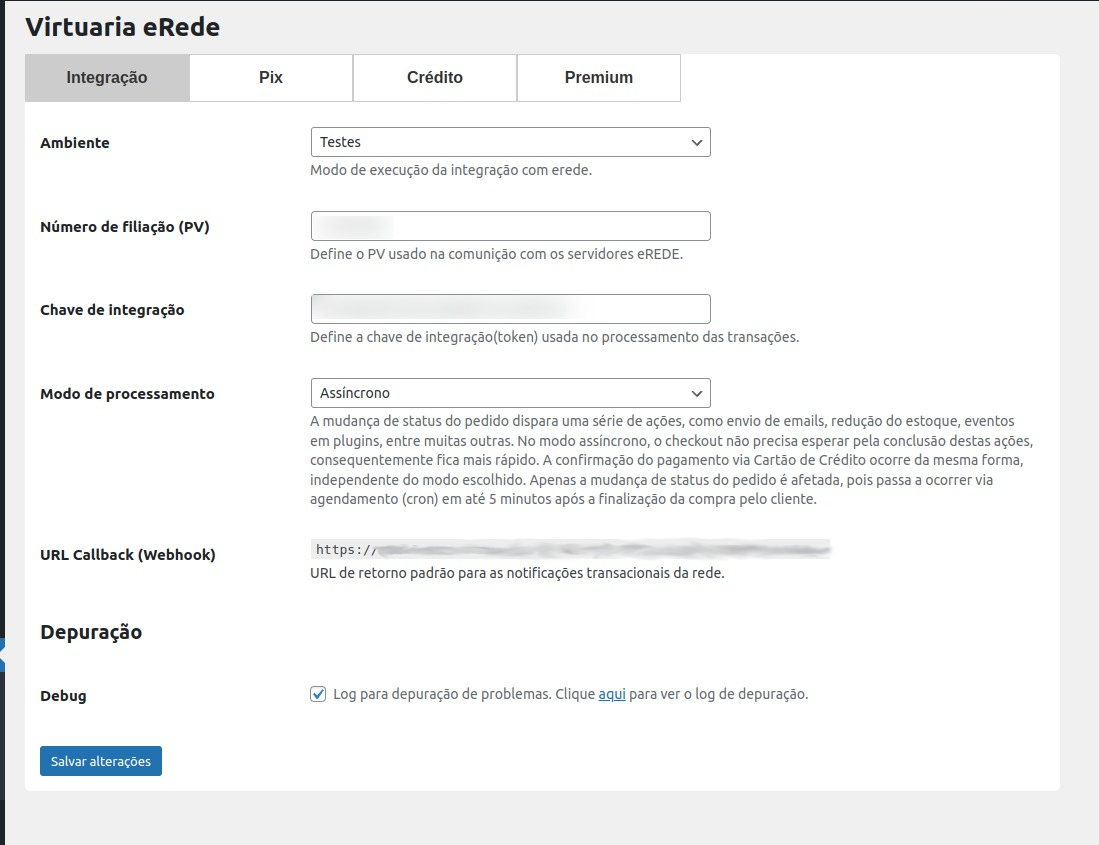 Virtuaria eRede
Integração
Pix
Crédito
Premium
Ambiente
Testes
Modo de execução da integração com erede.
Número de filiação (PV)
Define o PV usado na comunição com os servidores eREDE.
Chave de integração
Define a chave de integração(token) usada no processamento das transações.
Modo de processamento
Assíncrono
A mudança de status do pedido dispara uma série de ações, como envio de emails, redução do estoque, eventos
em plugins, entre muitas outras. No modo assíncrono, o checkout não precisa esperar pela conclusão destas ações,
consequentemente fica mais rápido. A confirmação do pagamento via Cartão de Crédito ocorre da mesma forma,
independente do modo escolhido. Apenas a mudança de status do pedido é afetada, pois passa a ocorrer via
agendamento (cron) em até 5 minutos após a finalização da compra pelo cliente.
URL Callback (Webhook)
https://
URL de retorno padrão para as notificações transacionais da rede.
Depuração
Debug
Log para depuração de problemas. Clique aqui para ver o log de depuração.
Salvar alterações